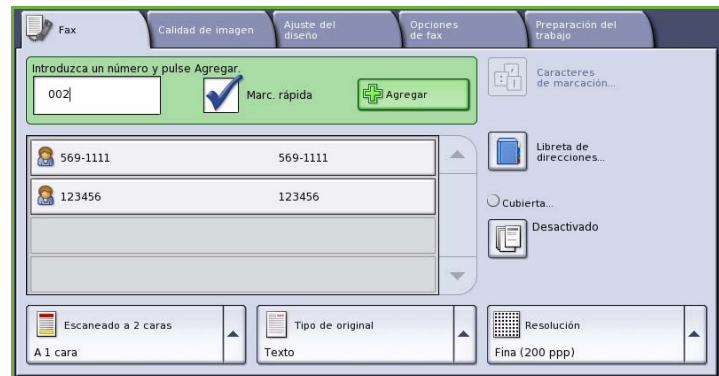 Fax
Calidad de imagen
Ajuste del
diseño
Opciones
de fax
Preparación del
trabajo
Introduzca un número y pulse Agregar.
002
Marc. rápida
Agregar
Caracteres
de marcación...
569-1111 569-1111
123456 123456
Libreta de
direcciones...
Cubierta...
Desactivado
Escaneado a 2
caras
A 1 cara
Tipo de original
Texto
Resolución
Fina (200 ppp)